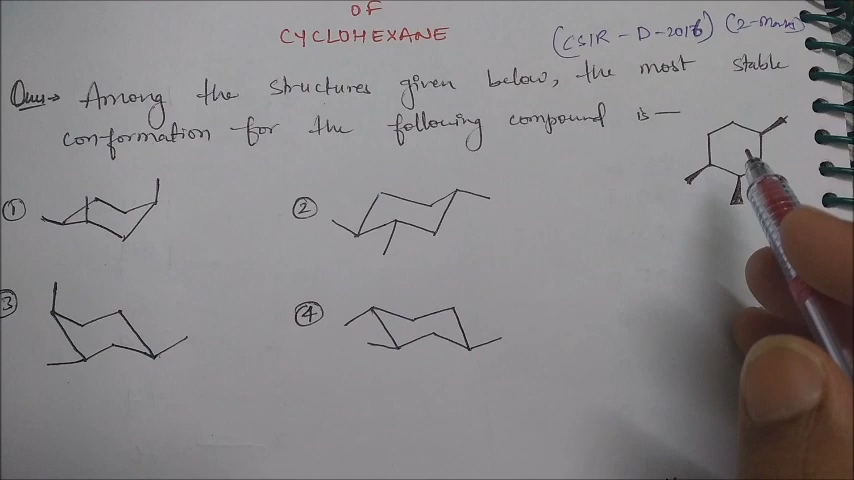 OF
CYCLOHEXANE
(CSIR - D-2016) (2-Marks)
Qus→ Among the structures given below, the most stable
conformation for the following compound is —
①
②
③
④